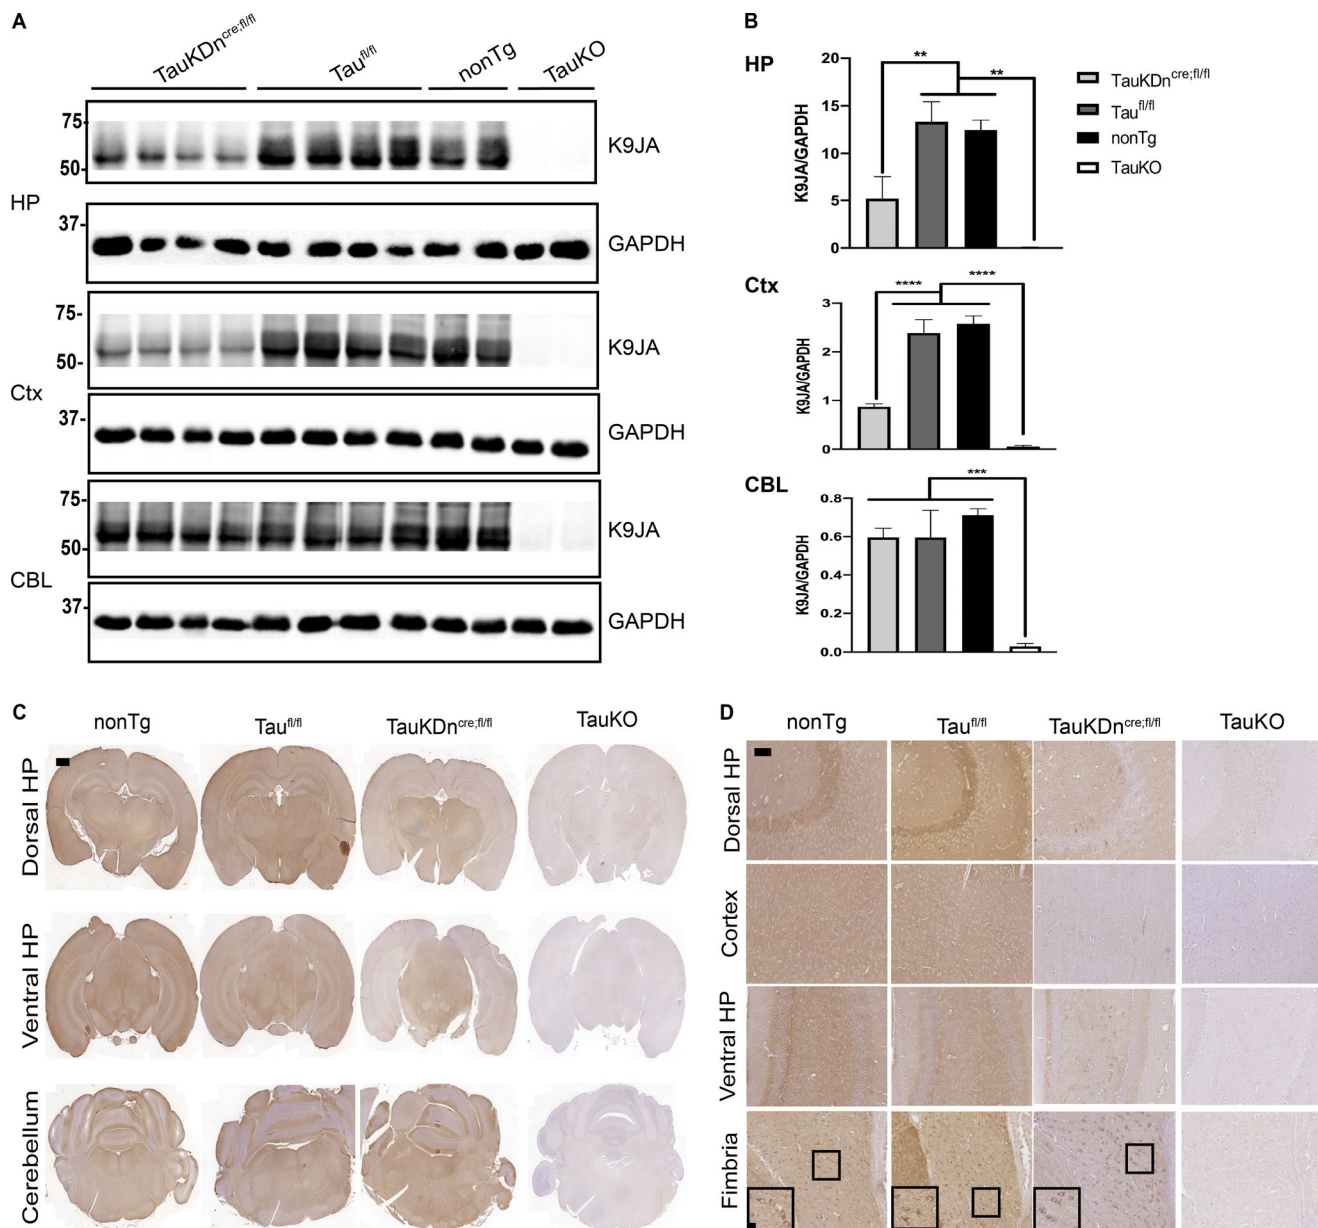 A
TauKDn^cre;fl/fl Tau^fl/fl nonTg TauKO
75-
50-
K9JA
HP
37-
GAPDH
75-
50-
K9JA
Ctx
37-
GAPDH
75-
50-
K9JA
CBL
37-
GAPDH
B
HP
K9JA/GAPDH
20
15
10
5
0
** **
TauKDn^cre;fl/fl
Tau^fl/fl
nonTg
TauKO
Ctx
K9JA/GAPDH
3
2
1
0
**** ****
CBL
K9JA/GAPDH
0.8
0.6
0.4
0.2
0.0
***
C
nonTg Tau^fl/fl TauKDn^cre;fl/fl TauKO
Dorsal HP
Ventral HP
Cerebellum
D
nonTg Tau^fl/fl TauKDn^cre;fl/fl TauKO
Dorsal HP
Cortex
Ventral HP
Fimbria